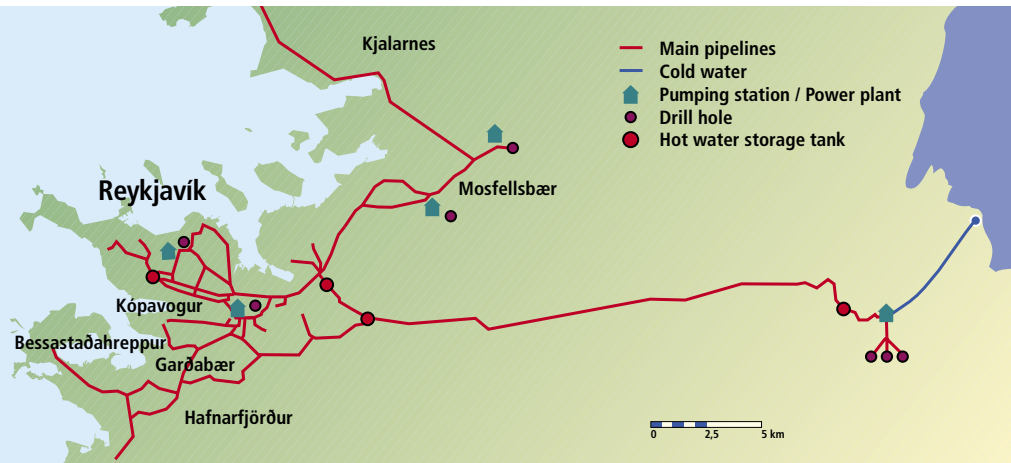 Kjalarnes
Main pipelines
Cold water
Pumping station / Power plant
Drill hole
Hot water storage tank
Reykjavík
Mosfellsbær
Kópavogur
Bessastaðahreppur
Garðabær
Hafnarfjörður
0 2,5 5 km